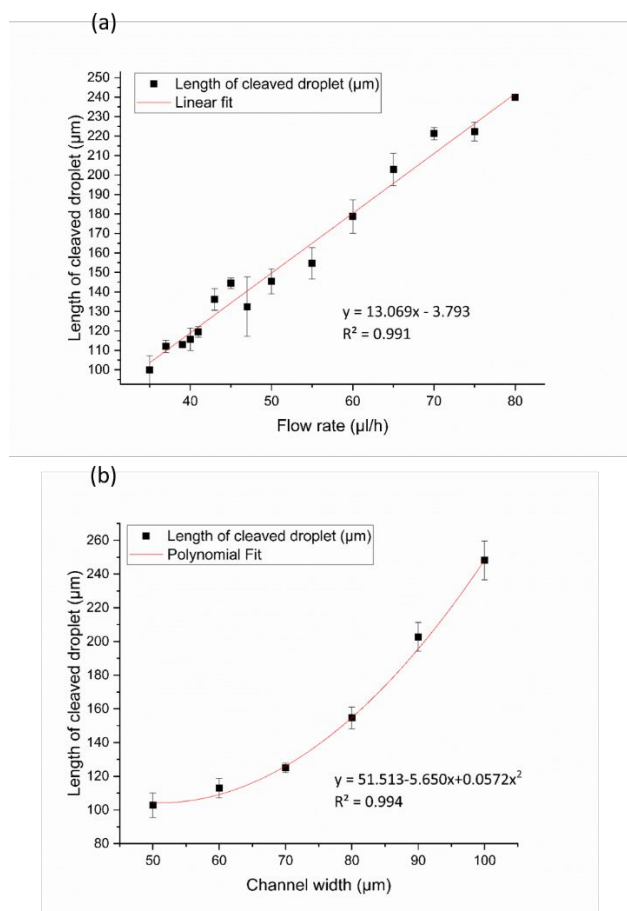 (a)
250
240
230
220
210
200
190
180
170
160
150
140
130
120
110
100
Length of cleaved droplet (μm)
Length of cleaved droplet (μm)
Linear fit
y = 13.069x - 3.793
R² = 0.991
40 50 60 70 80
Flow rate (μl/h)
(b)
260
240
220
200
180
160
140
120
100
80
Length of cleaved droplet (μm)
Length of cleaved droplet (μm)
Polynomial Fit
y = 51.513-5.650x+0.0572x²
R² = 0.994
50 60 70 80 90 100
Channel width (μm)